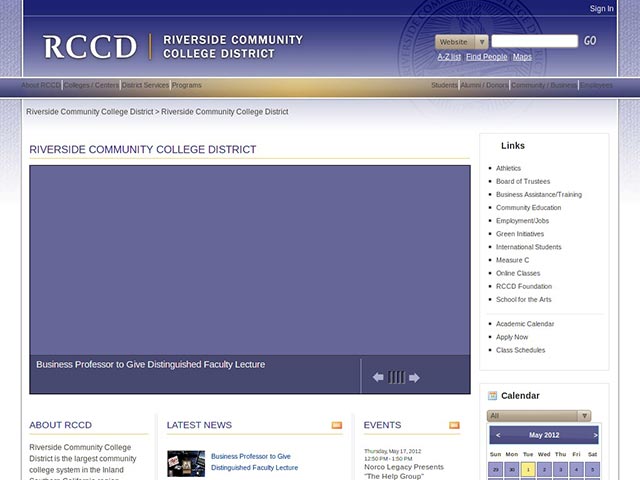 Sign In
RCCD RIVERSIDE COMMUNITY COLLEGE DISTRICT
Website GO
A-Z list Find People Maps
About RCCD Colleges / Centers District Services Programs Students Alumni / Donors Community / Business Employees
Riverside Community College District > Riverside Community College District
RIVERSIDE COMMUNITY COLLEGE DISTRICT
Business Professor to Give Distinguished Faculty Lecture
Links
Athletics
Board of Trustees
Business Assistance/Training
Community Education
Employment/Jobs
Green Initiatives
International Students
Measure C
Online Classes
RCCD Foundation
School for the Arts
Academic Calendar
Apply Now
Class Schedules
Calendar
All
< May 2012 >
Sun Mon Tue Wed Thu Fri Sat
29 30 1 2 3 4 5
ABOUT RCCD
Riverside Community College
District is the largest community
college system in the Inland
Southern California region
LATEST NEWS
Business Professor to Give
Distinguished Faculty Lecture
EVENTS
Thursday, May 17, 2012
12:50 PM - 1:50 PM
Norco Legacy Presents
"The Help Group"